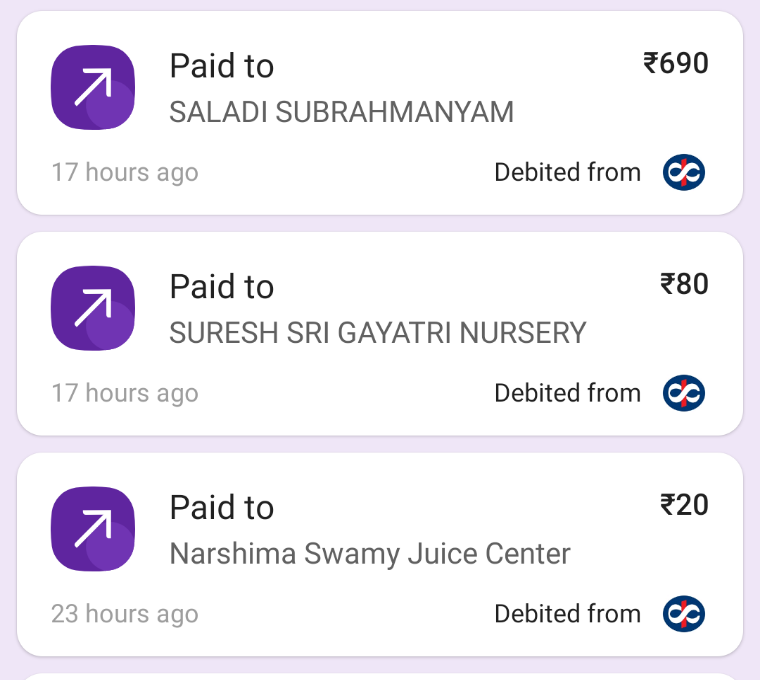 Paid to
₹690
SALADI SUBRAHMANYAM
17 hours ago
Debited from
Paid to
₹80
SURESH SRI GAYATRI NURSERY
17 hours ago
Debited from
Paid to
₹20
Narshima Swamy Juice Center
23 hours ago
Debited from